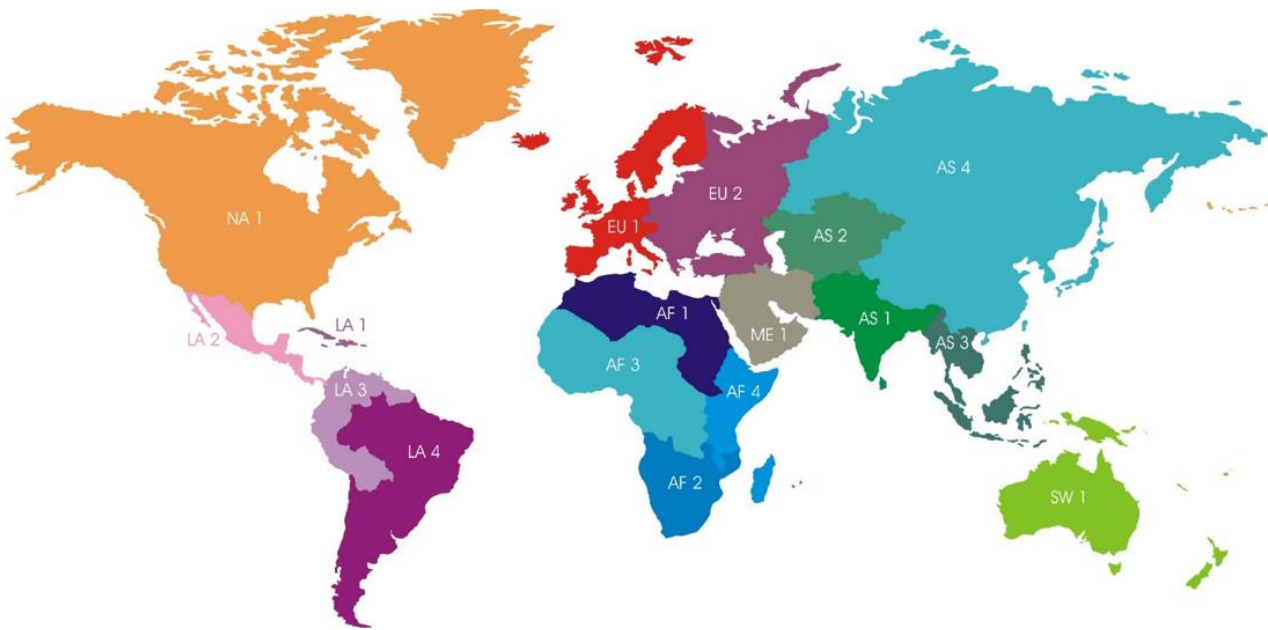 NA 1
LA 1
LA 2
LA 3
LA 4
EU 1
EU 2
AF 1
AF 3
AF 4
AF 2
ME 1
AS 4
AS 2
AS 1
AS 3
SW 1